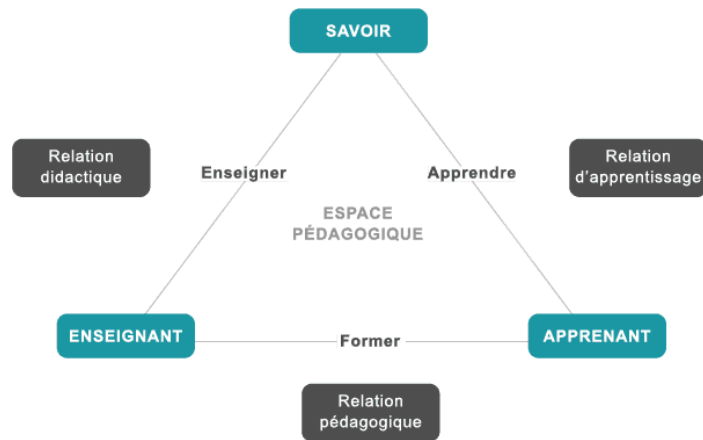 SAVOIR
Relation
didactique
Enseigner
Apprendre
Relation
d'apprentissage
ESPACE
PÉDAGOGIQUE
ENSEIGNANT
Former
APPRENANT
Relation
pédagogique